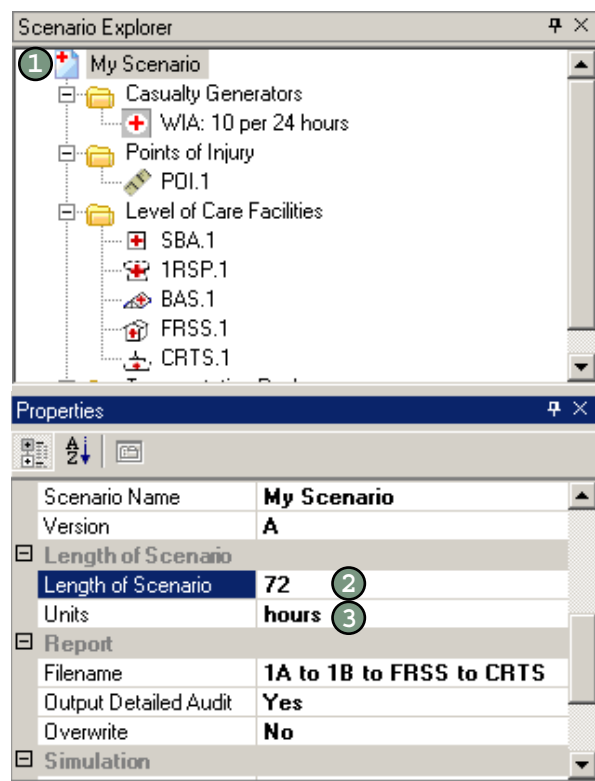 Scenario Explorer
1 My Scenario
Casualty Generators
WIA: 10 per 24 hours
Points of Injury
POI.1
Level of Care Facilities
SBA.1
1RSP.1
BAS.1
FRSS.1
CRTS.1
Properties
Scenario Name My Scenario
Version A
Length of Scenario
Length of Scenario 72 2
Units hours 3
Report
Filename 1A to 1B to FRSS to CRTS
Output Detailed Audit Yes
Overwrite No
Simulation